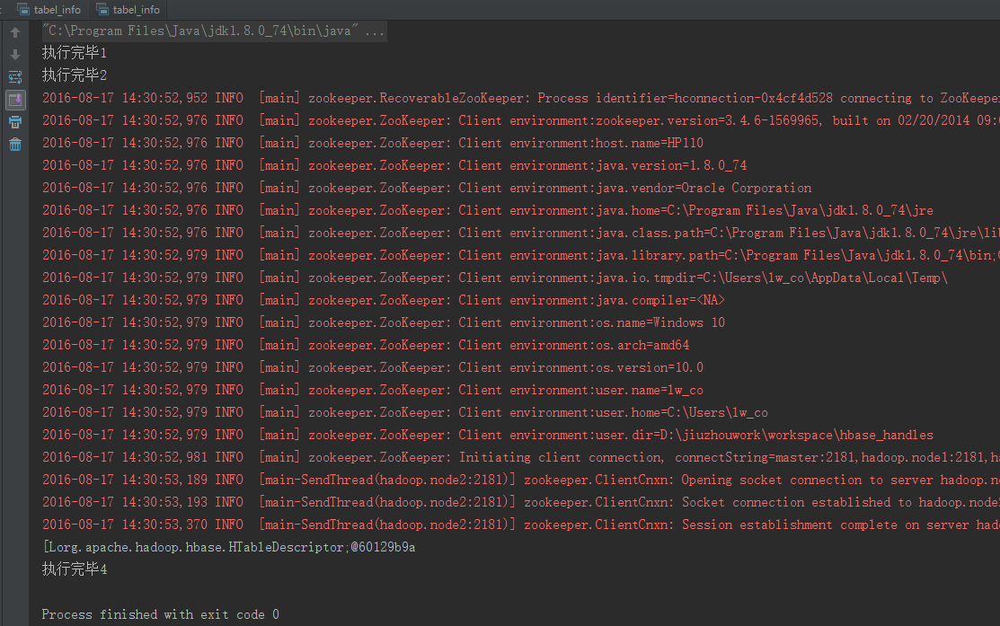 tabel_info tabel_info
"C:\Program Files\Java\jdk1.8.0_74\bin\java" ...
执行完毕1
执行完毕2
2016-08-17 14:30:52,952 INFO [main] zookeeper.RecoverableZooKeeper: Process identifier=hconnection-0x4cf4d528 connecting to ZooKeeper
2016-08-17 14:30:52,976 INFO [main] zookeeper.ZooKeeper: Client environment:zookeeper.version=3.4.6-1569965, built on 02/20/2014 09:
2016-08-17 14:30:52,976 INFO [main] zookeeper.ZooKeeper: Client environment:host.name=HP110
2016-08-17 14:30:52,976 INFO [main] zookeeper.ZooKeeper: Client environment:java.version=1.8.0_74
2016-08-17 14:30:52,976 INFO [main] zookeeper.ZooKeeper: Client environment:java.vendor=Oracle Corporation
2016-08-17 14:30:52,976 INFO [main] zookeeper.ZooKeeper: Client environment:java.home=C:\Program Files\Java\jdk1.8.0_74\jre
2016-08-17 14:30:52,976 INFO [main] zookeeper.ZooKeeper: Client environment:java.class.path=C:\Program Files\Java\jdk1.8.0_74\jre\lib
2016-08-17 14:30:52,979 INFO [main] zookeeper.ZooKeeper: Client environment:java.library.path=C:\Program Files\Java\jdk1.8.0_74\bin;
2016-08-17 14:30:52,979 INFO [main] zookeeper.ZooKeeper: Client environment:java.io.tmpdir=C:\Users\lw_co\AppData\Local\Temp\
2016-08-17 14:30:52,979 INFO [main] zookeeper.ZooKeeper: Client environment:java.compiler=<NA>
2016-08-17 14:30:52,979 INFO [main] zookeeper.ZooKeeper: Client environment:os.name=Windows 10
2016-08-17 14:30:52,979 INFO [main] zookeeper.ZooKeeper: Client environment:os.arch=amd64
2016-08-17 14:30:52,979 INFO [main] zookeeper.ZooKeeper: Client environment:os.version=10.0
2016-08-17 14:30:52,979 INFO [main] zookeeper.ZooKeeper: Client environment:user.name=lw_co
2016-08-17 14:30:52,979 INFO [main] zookeeper.ZooKeeper: Client environment:user.home=C:\Users\lw_co
2016-08-17 14:30:52,979 INFO [main] zookeeper.ZooKeeper: Client environment:user.dir=D:\jiuzhouwork\workspace\hbase_handles
2016-08-17 14:30:52,981 INFO [main] zookeeper.ZooKeeper: Initiating client connection, connectString=master:2181,hadoop.node1:2181,ha
2016-08-17 14:30:53,189 INFO [main-SendThread(hadoop.node2:2181)] zookeeper.ClientCnxn: Opening socket connection to server hadoop.no
2016-08-17 14:30:53,193 INFO [main-SendThread(hadoop.node2:2181)] zookeeper.ClientCnxn: Socket connection established to hadoop.node2
2016-08-17 14:30:53,370 INFO [main-SendThread(hadoop.node2:2181)] zookeeper.ClientCnxn: Session establishment complete on server had
[Lorg.apache.hadoop.hbase.HTableDescriptor;@60129b9a
执行完毕4
Process finished with exit code 0